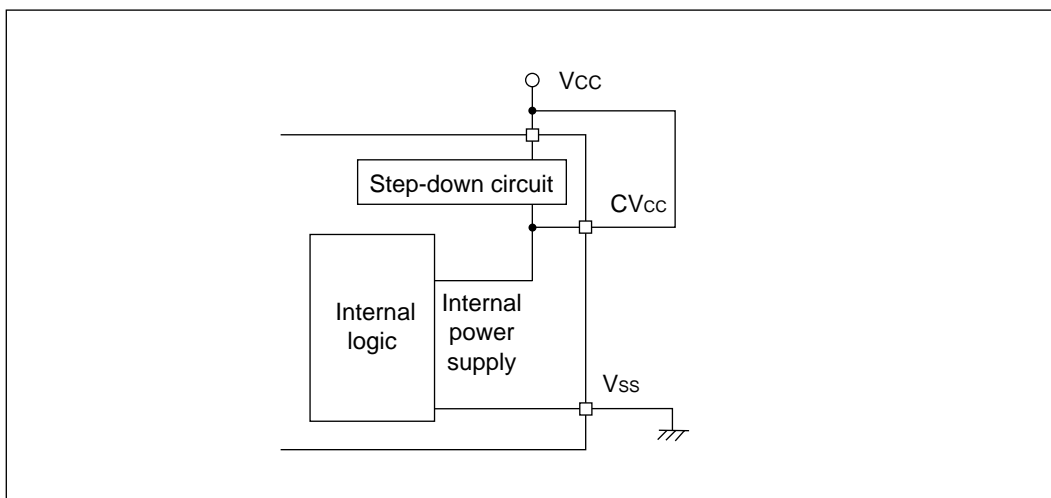 Vcc
Step-down circuit
CVcc
Internal
logic
Internal
power
supply
Vss